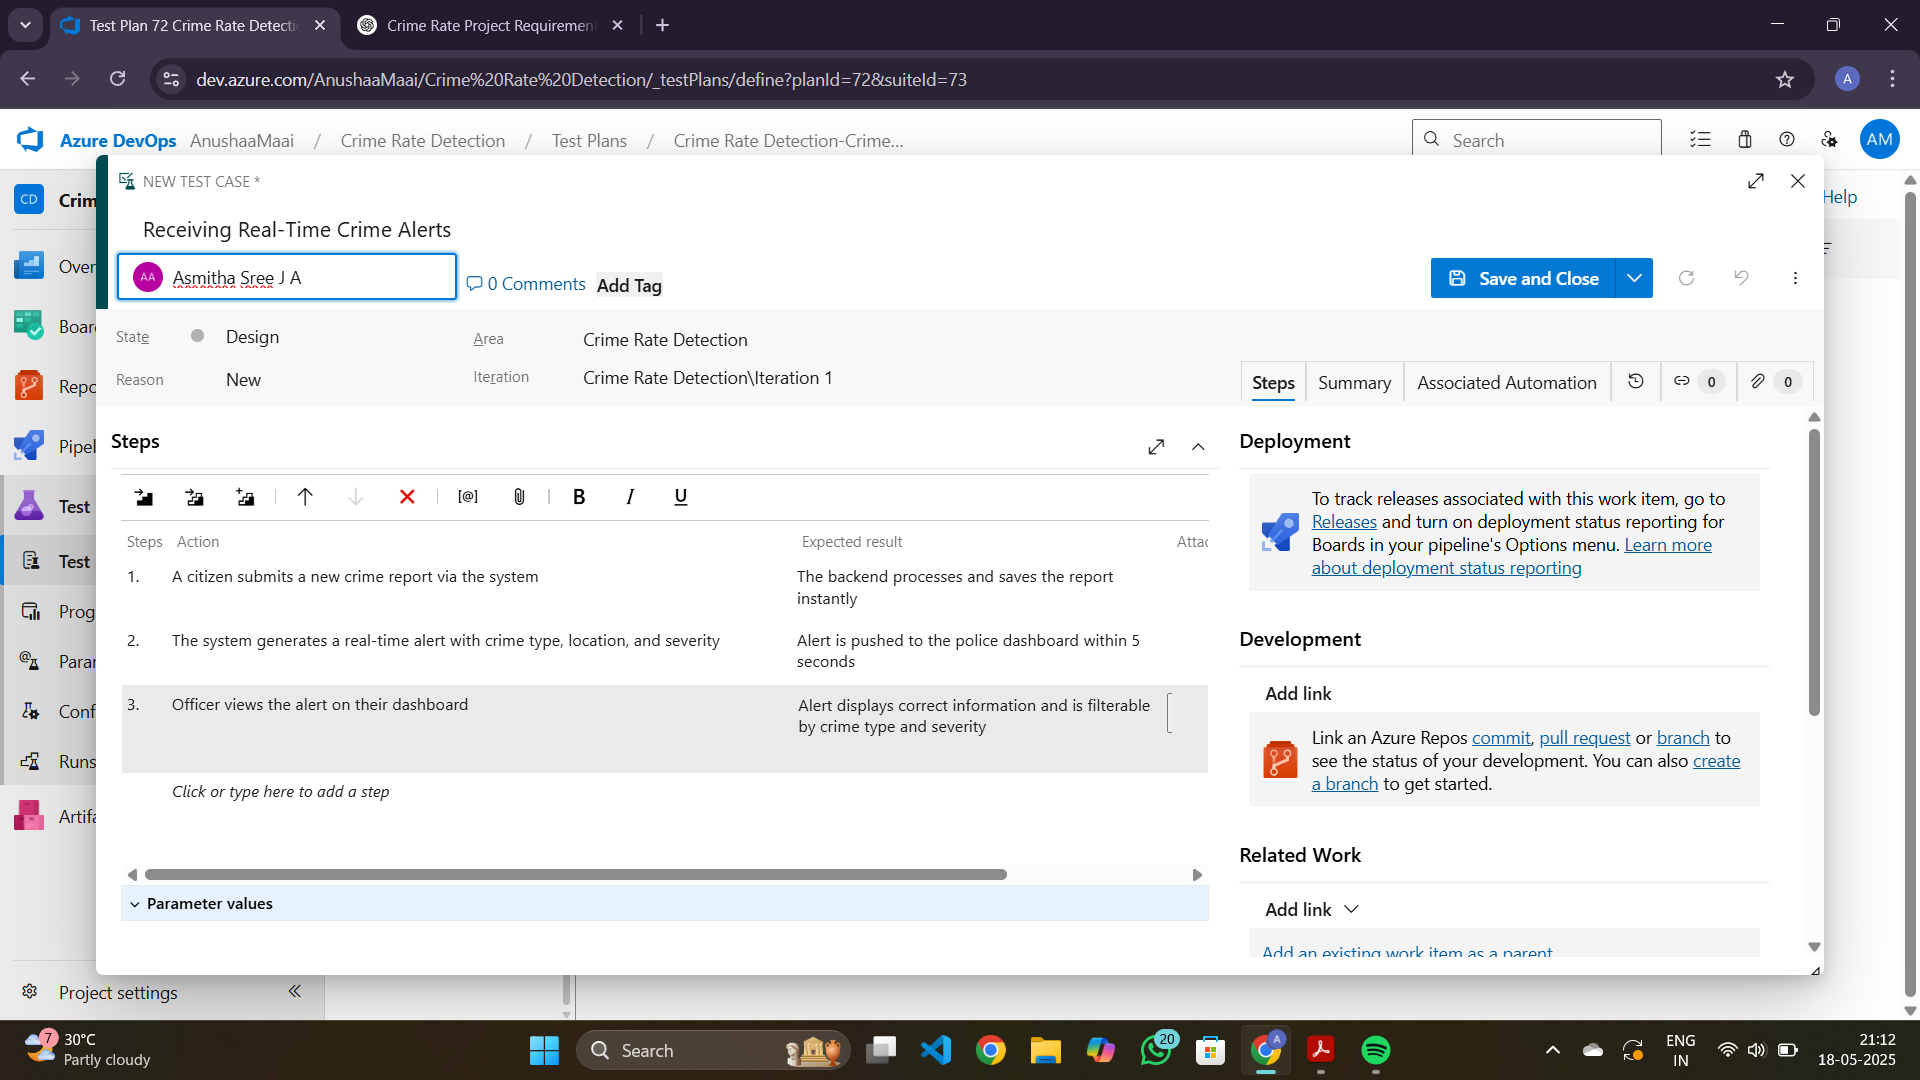 Test Plan 72 Crime Rate Detecti
Crime Rate Project Requiremen
dev.azure.com/AnushaaMaai/Crime%20Rate%20Detection/_testPlans/define?planId=72&suiteId=73
A
Azure DevOps
AnushaaMaai / Crime Rate Detection / Test Plans / Crime Rate Detection-Crime...
Search
AM
CD
Crim
Help
NEW TEST CASE *
Receiving Real-Time Crime Alerts
AA
Asmitha Sree J A
0 Comments
Add Tag
Save and Close
State
Design
Area
Crime Rate Detection
Reason
New
Iteration
Crime Rate Detection\Iteration 1
Steps
Summary
Associated Automation
0
0
Over
Boar
Repo
Pipel
Test
Test
Prog
Parar
Conf
Runs
Artifa
Project settings
Steps
[@]
B
I
U
Steps Action Expected result Attac
1. A citizen submits a new crime report via the system
The backend processes and saves the report
instantly
2. The system generates a real-time alert with crime type, location, and severity
Alert is pushed to the police dashboard within 5
seconds
3. Officer views the alert on their dashboard
Alert displays correct information and is filterable
by crime type and severity
Click or type here to add a step
Parameter values
Deployment
To track releases associated with this work item, go to
Releases and turn on deployment status reporting for
Boards in your pipeline's Options menu. Learn more
about deployment status reporting
Development
Add link
Link an Azure Repos commit, pull request or branch to
see the status of your development. You can also create
a branch to get started.
Related Work
Add link
Add an existing work item as a parent
7
30°C
Partly cloudy
Search
20
A
ENG
IN
21:12
18-05-2025